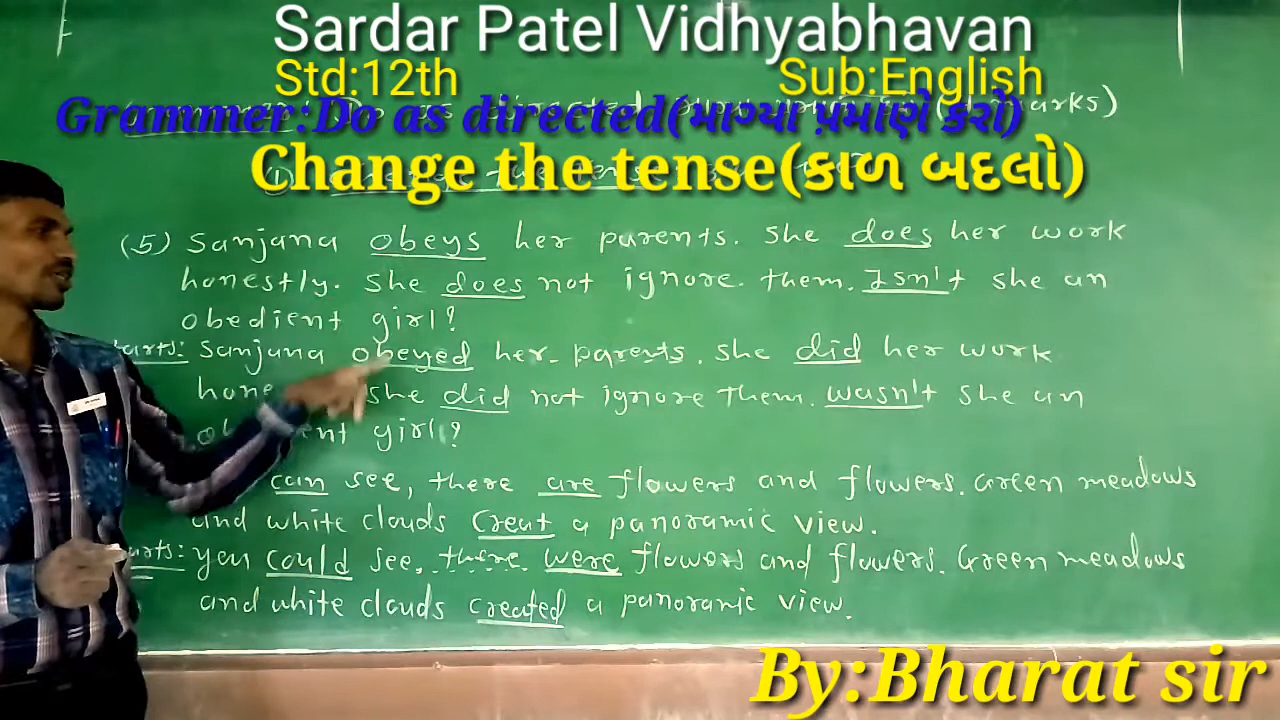 Sardar Patel Vidhyabhavan
Std:12th Sub:English
Grammer:Do as directed(માગ્યા પ્રમાણે કરો)
Change the tense(કાળ બદલો)
(5) Sanjana obeys her parents. She does her work
honestly. She does not ignore. them. Isn't she an
obedient girl?
Sanjana obeyed her parents. She did her work
She did not ignore them. wasn't she an
girl?
can see, there are flowers and flowers. Green meadows
and white clouds creat a panoramic view.
you could see, there were flowers and flowers. Green meadows
and white clouds created a panoramic view.
By:Bharat sir